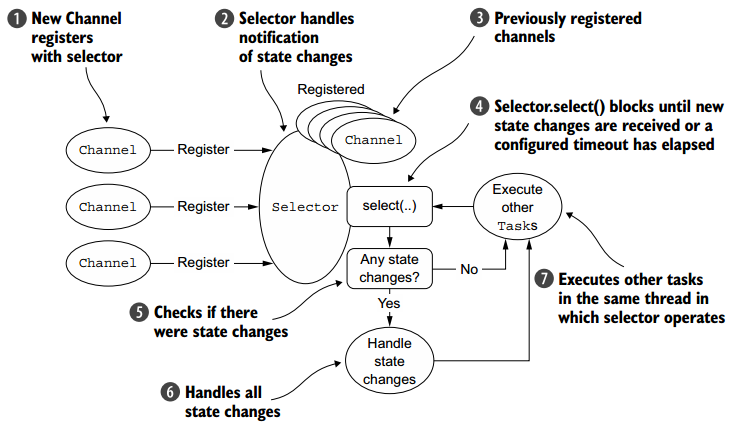 1 New Channel
registers
with selector
2 Selector handles
notification
of state changes
3 Previously registered
channels
Registered
Channel
4 Selector.select() blocks until new
state changes are received or a
configured timeout has elapsed
Channel
Register
Channel
Register
Channel
Register
Selector
select(..)
Execute
other
Tasks
Any state
changes?
No
Yes
7 Executes other tasks
in the same thread in
which selector operates
5 Checks if there
were state changes
Handle
state
changes
6 Handles all
state changes